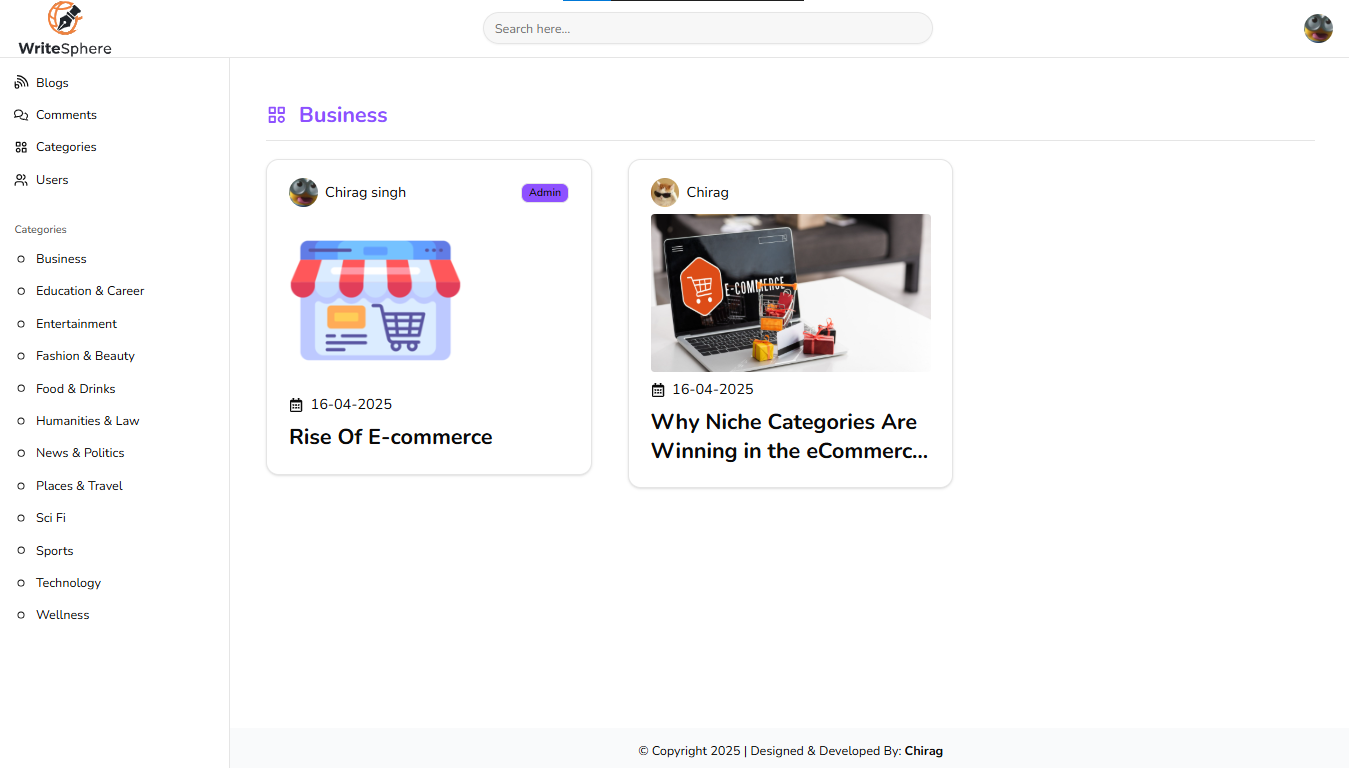 WriteSphere
Search here...
Blogs
Comments
Categories
Users
Categories
Business
Education & Career
Entertainment
Fashion & Beauty
Food & Drinks
Humanities & Law
News & Politics
Places & Travel
Sci Fi
Sports
Technology
Wellness
Business
Chirag singh
Admin
16-04-2025
Rise Of E-commerce
Chirag
E-COMMERCE
16-04-2025
Why Niche Categories Are
Winning in the eCommerc...
© Copyright 2025 | Designed & Developed By: Chirag